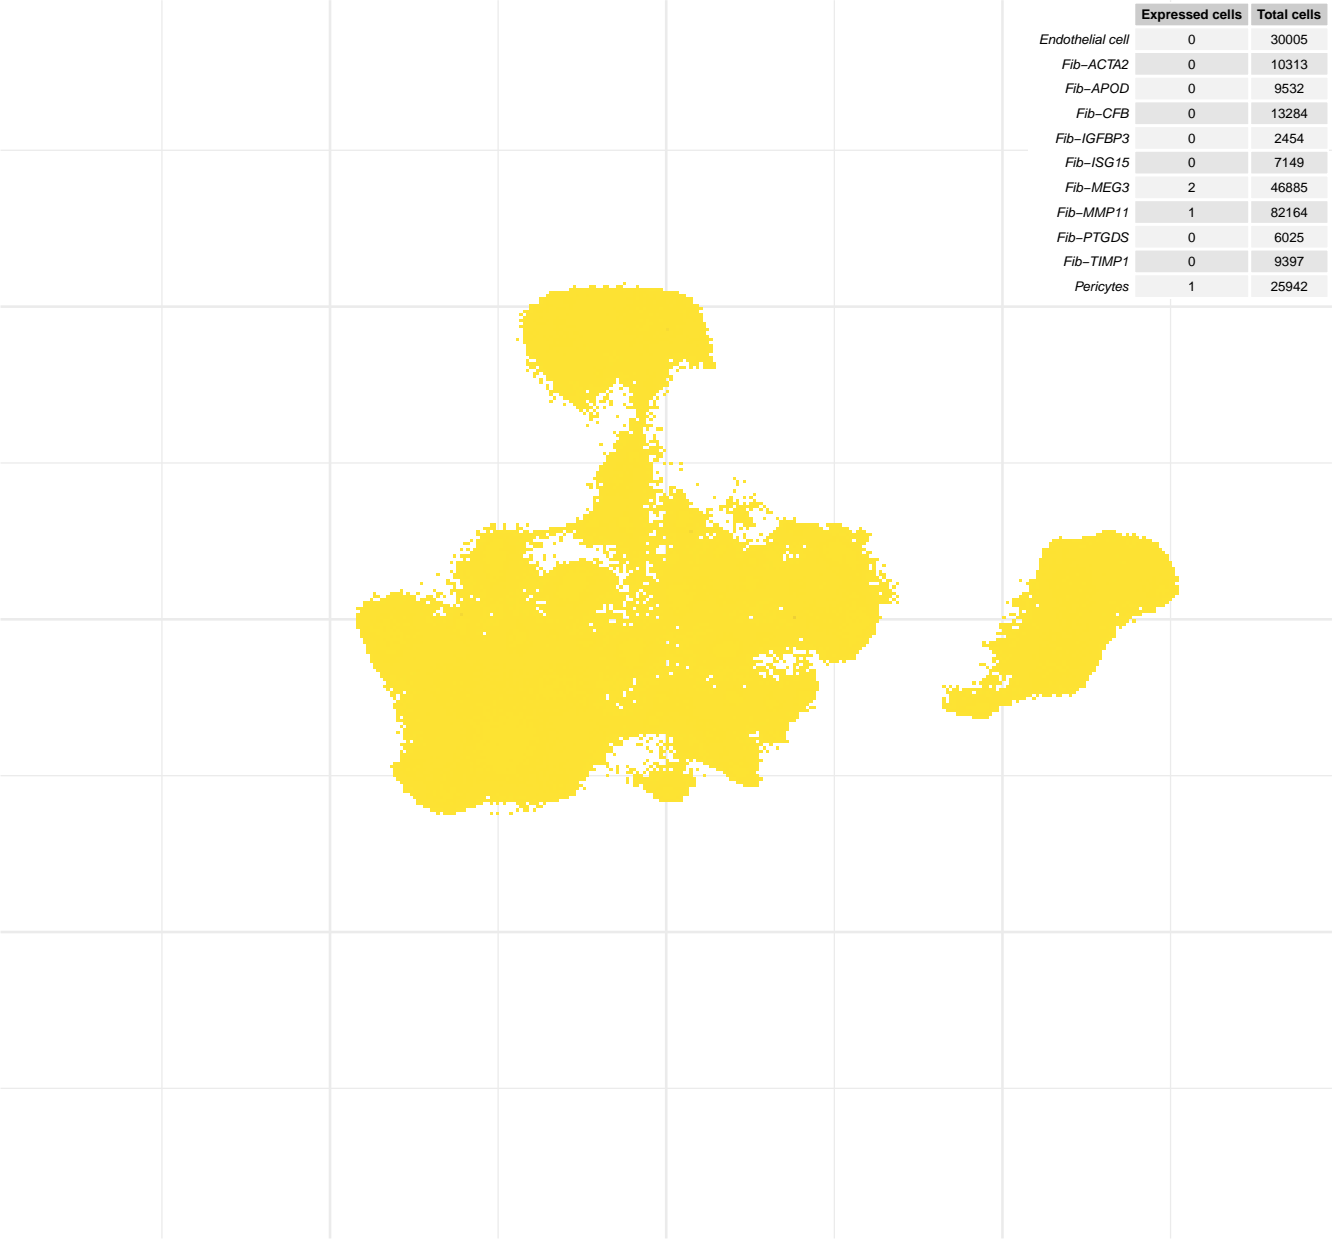 Expressed cells Total cells
Endothelial cell 0 30005
Fib−ACTA2 0 10313
Fib−APOD 0 9532
Fib−CFB 0 13284
Fib−IGFBP3 0 2454
Fib−ISG15 0 7149
Fib−MEG3 2 46885
Fib−MMP11 1 82164
Fib−PTGDS 0 6025
Fib−TIMP1 0 9397
Pericytes 1 25942